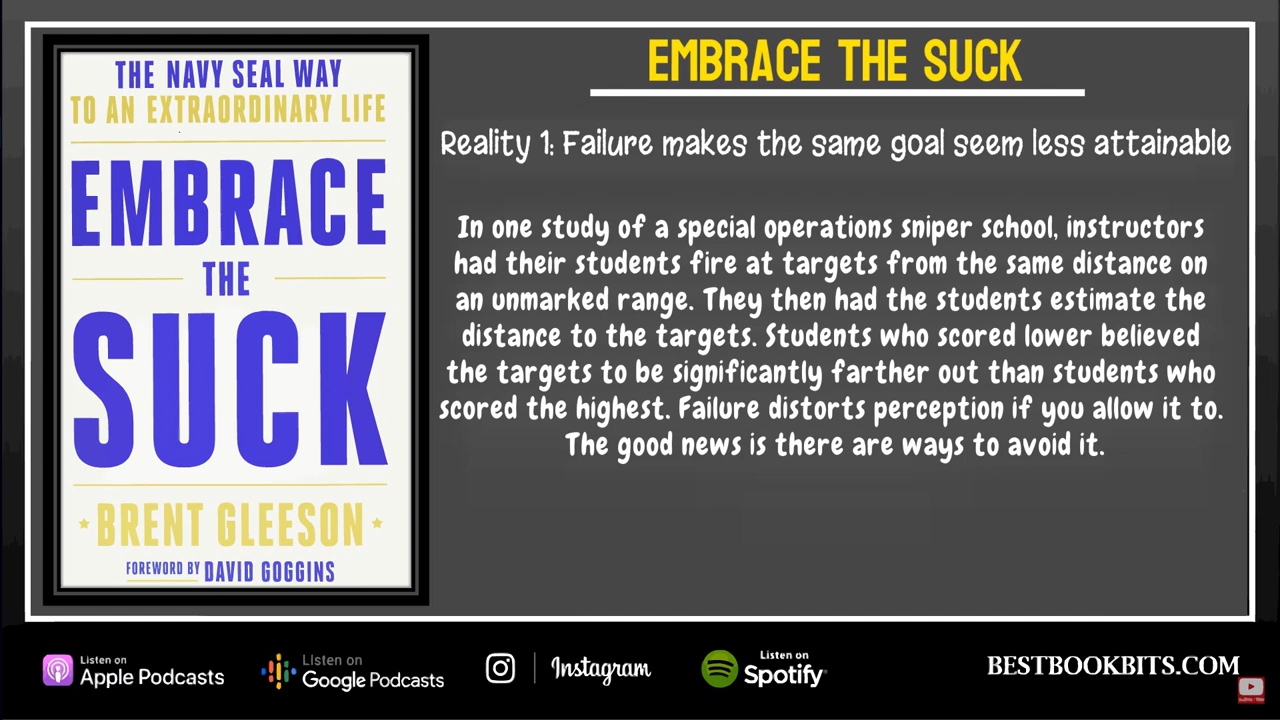 THE NAVY SEAL WAY
TO AN EXTRAORDINARY LIFE
EMBRACE
THE
SUCK
BRENT GLEESON
FOREWORD BY DAVID GOGGINS
EMBRACE THE SUCK
Reality 1: Failure makes the same goal seem less attainable
In one study of a special operations sniper school, instructors
had their students fire at targets from the same distance on
an unmarked range. They then had the students estimate the
distance to the targets. Students who scored lower believed
the targets to be significantly farther out than students who
scored the highest. Failure distorts perception if you allow it to.
The good news is there are ways to avoid it.
Listen on
Apple Podcasts
Listen on
Google Podcasts
Instagram
Listen on
Spotify
BESTBOOKBITS.COM